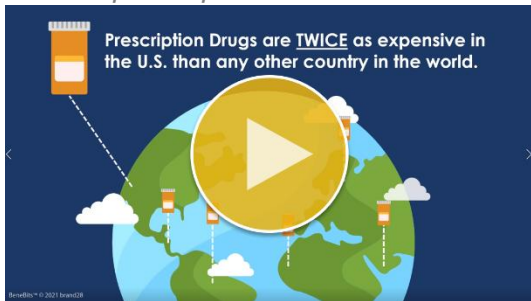 Prescription Drugs are TWICE as expensive in
the U.S. than any other country in the world.
BeneBits™ © 2021 brand28